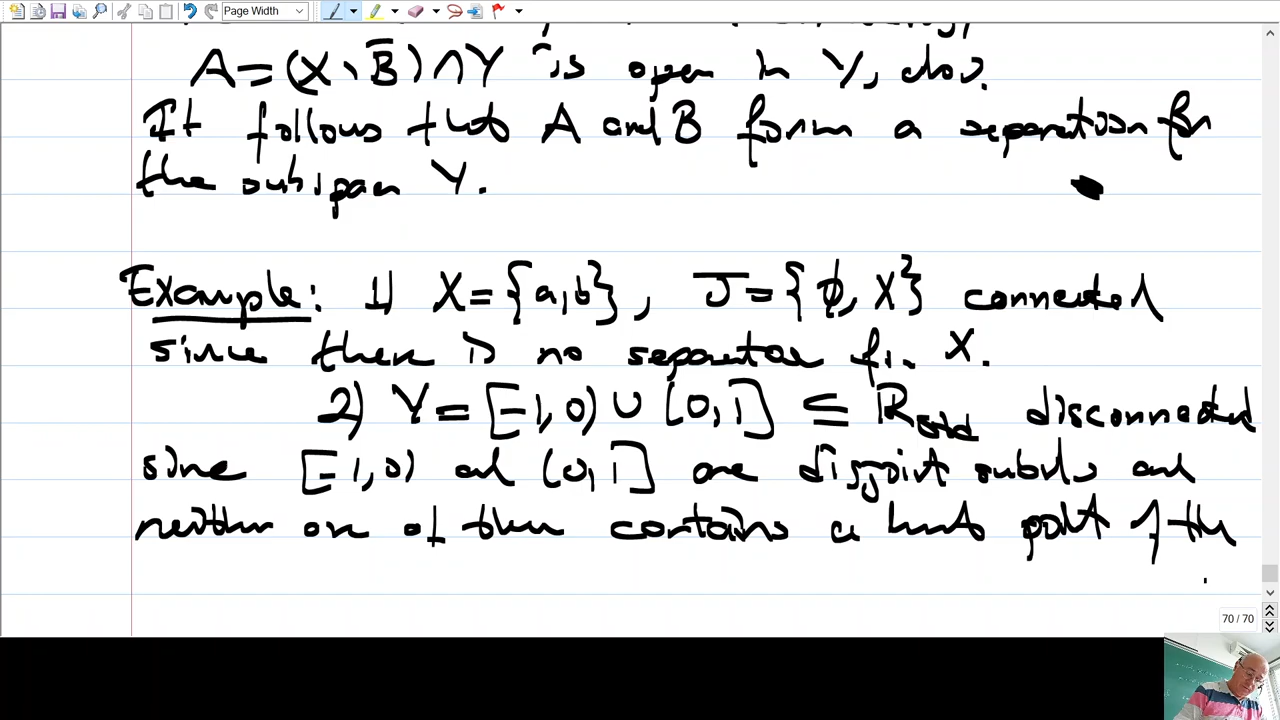 Page Width
A = (X \ B̄) ∩ Y is open in Y, also.
It follows that A and B form a separation for
the subspace Y.
Example: 1) X = {a, b}, 𝒯 = {ϕ, X} connected
since there is no separation for X.
2) Y = [-1, 0) ∪ (0, 1] ⊆ ℝstd disconnected
since [-1, 0) and (0, 1] are disjoint subsets and
neither one of them contains a limit point of the
70 / 70